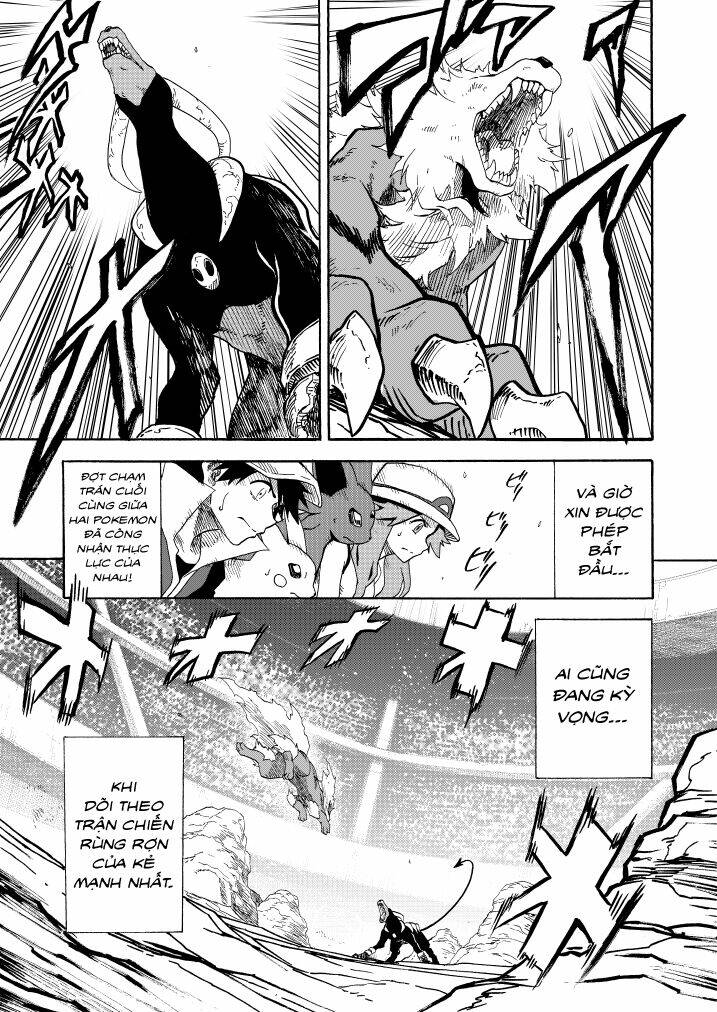 VÀ GIỜ
XIN ĐƯỢC
PHÉP
BẮT
ĐẦU...
ĐỢT CHẠM
TRÁN CUỐI
CÙNG GIỮA
HAI POKEMON
ĐÃ CÔNG
NHẬN THỰC
LỰC CỦA
NHAU!
ビ
ビ
AI CŨNG
ĐANG KỲ
VỌNG...
KHI
DÕI THEO
TRẬN CHIẾN
RÙNG RỢN
CỦA KẺ
MẠNH NHẤT.